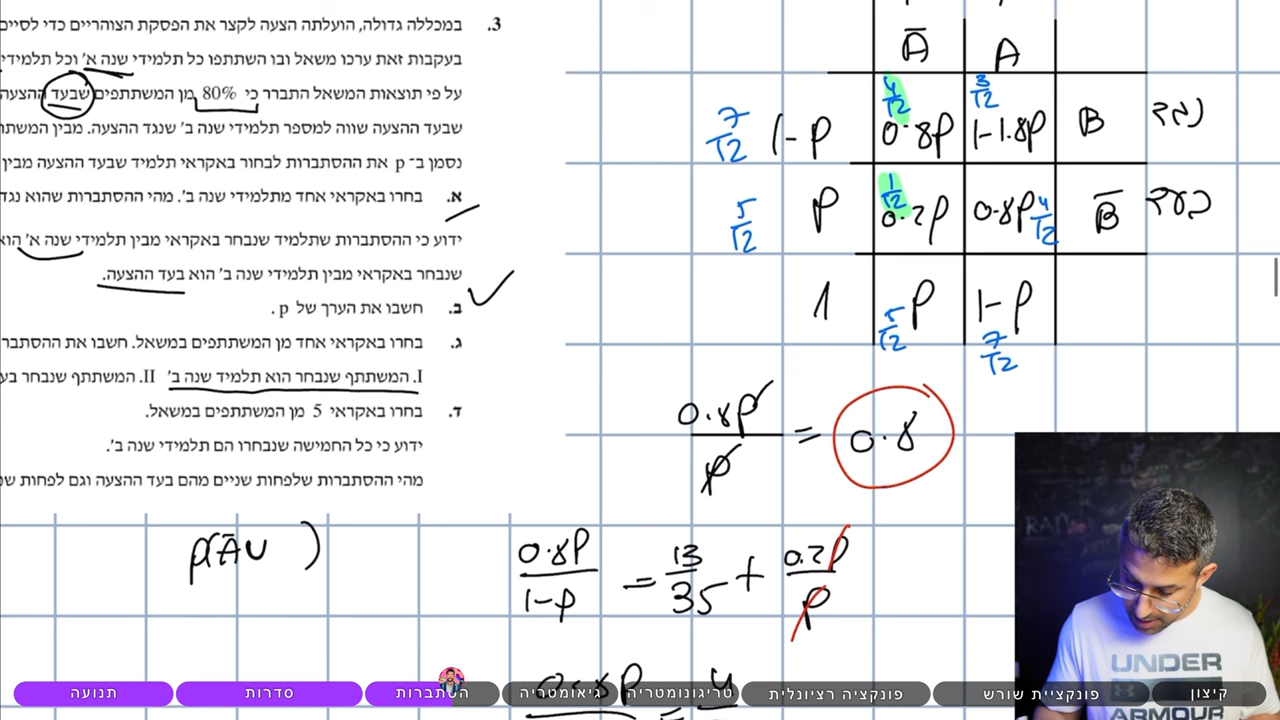 3. במכללה גדולה, הועלתה הצעה לקצר את הפסקת הצוהריים כדי לסיים
בעקבות זאת ערכו משאל ובו השתתפו כל תלמידי שנה א' וכל תלמידי
על פי תוצאות המשאל התברר כי 80% מן המשתתפים שבעד ההצעה
שבעד ההצעה שווה למספר תלמידי שנה ב' שנגד ההצעה. מבין
נסמן ב־ p את ההסתברות לבחור באקראי תלמיד שבעד ההצעה מבין
א. בחרו באקראי אחד מתלמידי שנה ב'. מהי ההסתברות שהוא נגד
ידוע כי ההסתברות שתלמיד שנבחר באקראי מבין תלמידי שנה א' הוא
שנבחר באקראי מבין תלמידי שנה ב' הוא בעד ההצעה.
ב. חשבו את הערך של p .
ג. בחרו באקראי אחד מן המשתתפים במשאל. חשבו את
I. המשתתף שנבחר הוא תלמיד שנה ב' II. המשתתף שנבחר
ד. בחרו באקראי 5 מן המשתתפים במשאל.
ידוע כי כל החמישה שנבחרו הם תלמידי שנה ב'.
מהי ההסתברות שלפחות שניים מהם בעד ההצעה וגם לפחות
Ā A
4/12 3/12
7/12 1-P 0.8P 1-1.8P B נגד
1/12
5/12 P 0.2P 0.8P 4/12 B̄ בעד
1 P 5/12 1-P 7/12
0.8P/P = 0.8
P(Ā∪ )
0.8P/1-P = 13/35 + 0.2P/P
UNDER
ARMOUR
תנועה סדרות הסתברות גיאומטריה טריגונומטריה פונקציה רציונלית פונקציית שורש קיצון